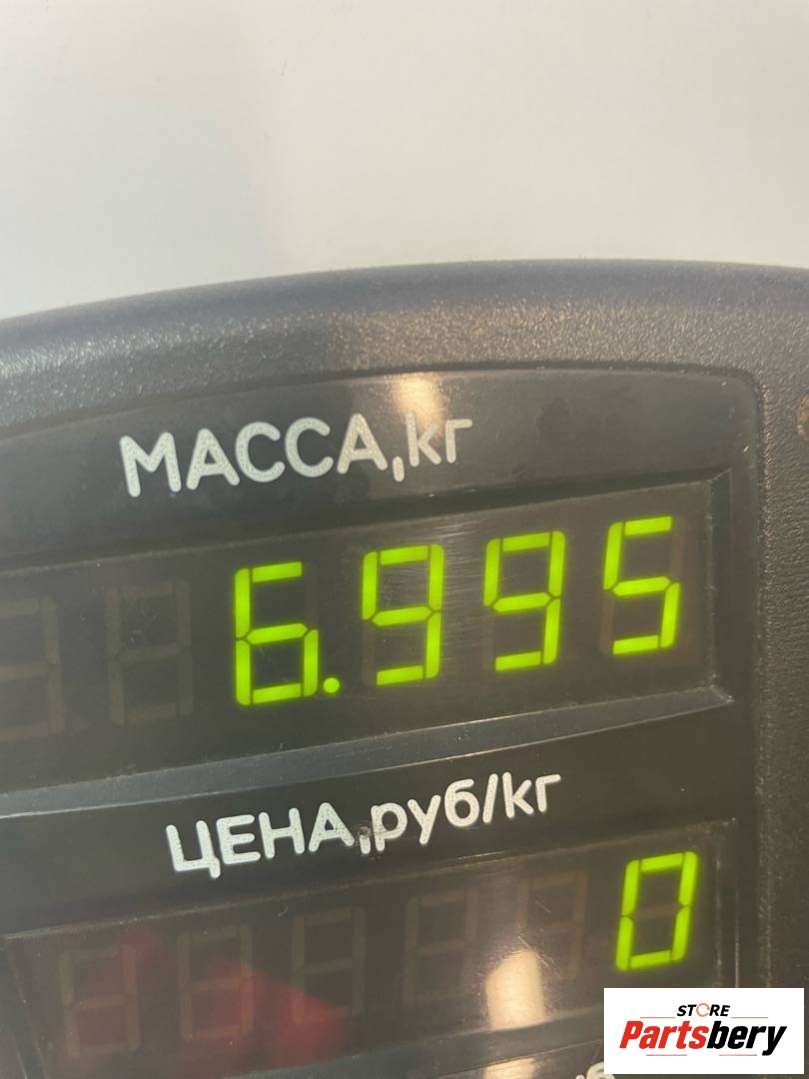 МАССА,кг
6.995
ЦЕНА,руб/кг
0
STORE
Partsbery